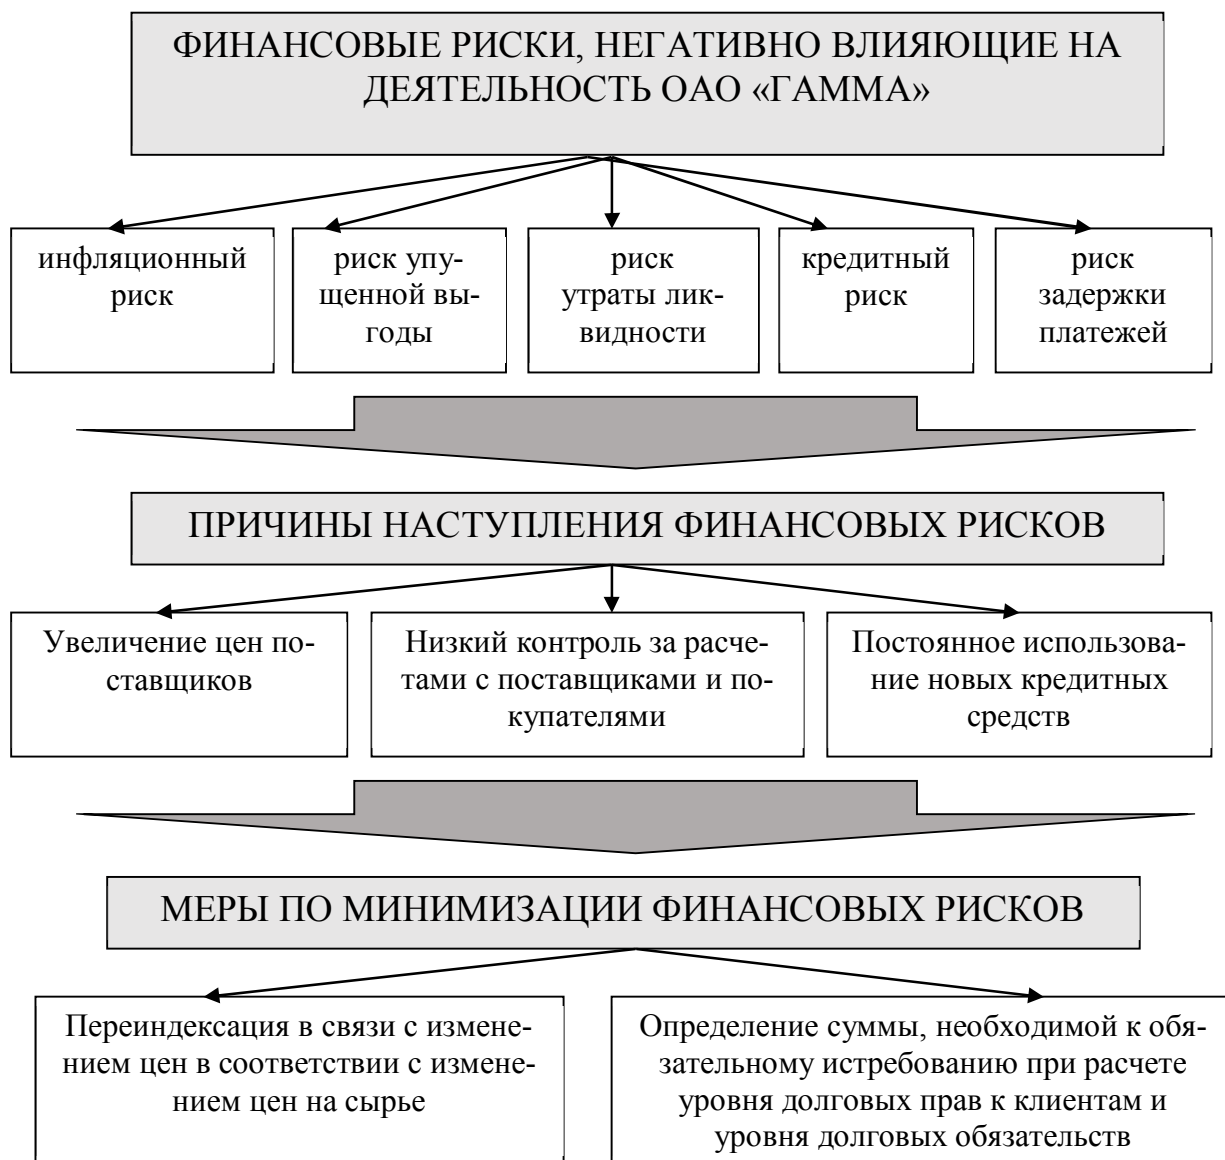 ФИНАНСОВЫЕ РИСКИ, НЕГАТИВНО ВЛИЯЮЩИЕ НА
ДЕЯТЕЛЬНОСТЬ ОАО «ГАММА»
инфляционный
риск
риск упу-
щенной вы-
годы
риск
утраты лик-
видности
кредитный
риск
риск
задержки
платежей
ПРИЧИНЫ НАСТУПЛЕНИЯ ФИНАНСОВЫХ РИСКОВ
Увеличение цен по-
ставщиков
Низкий контроль за расче-
тами с поставщиками и по-
купателями
Постоянное использова-
ние новых кредитных
средств
МЕРЫ ПО МИНИМИЗАЦИИ ФИНАНСОВЫХ РИСКОВ
Переиндексация в связи с измене-
нием цен в соответствии с измене-
нием цен на сырье
Определение суммы, необходимой к обя-
зательному истребованию при расчете
уровня долговых прав к клиентам и
уровня долговых обязательств